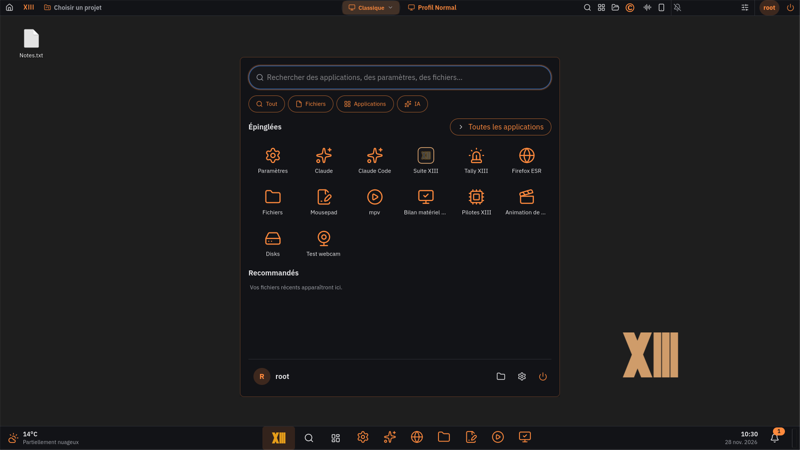 XIII
Choisir un projet
Classique
Profil Normal
root
Notes.txt
Rechercher des applications, des paramètres, des fichiers...
Tout
Fichiers
Applications
IA
Épinglées
Toutes les applications
Paramètres
Claude
Claude Code
Suite XIII
Tally XIII
Firefox ESR
Fichiers
Mousepad
mpv
Bilan matériel ...
Pilotes XIII
Animation de ...
Disks
Test webcam
Recommandés
Vos fichiers récents apparaîtront ici.
XIII
R
root
14°C
Partiellement nuageux
XIII
10:30
28 nov. 2026
1